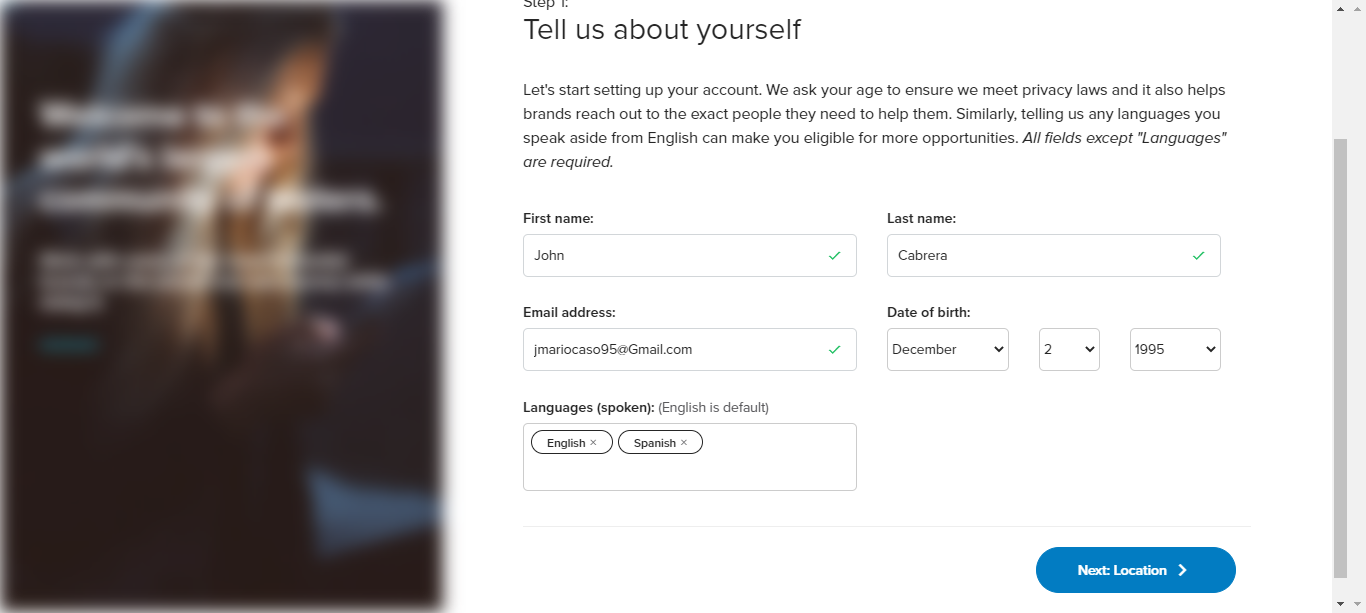 Step 1:
Tell us about yourself
Let's start setting up your account. We ask your age to ensure we meet privacy laws and it also helps
brands reach out to the exact people they need to help them. Similarly, telling us any languages you
speak aside from English can make you eligible for more opportunities. All fields except "Languages"
are required.
First name:
Last name:
John
Cabrera
Email address:
Date of birth:
jmariocaso95@Gmail.com
December
2
1995
Languages (spoken): (English is default)
English ×
Spanish ×
Next: Location